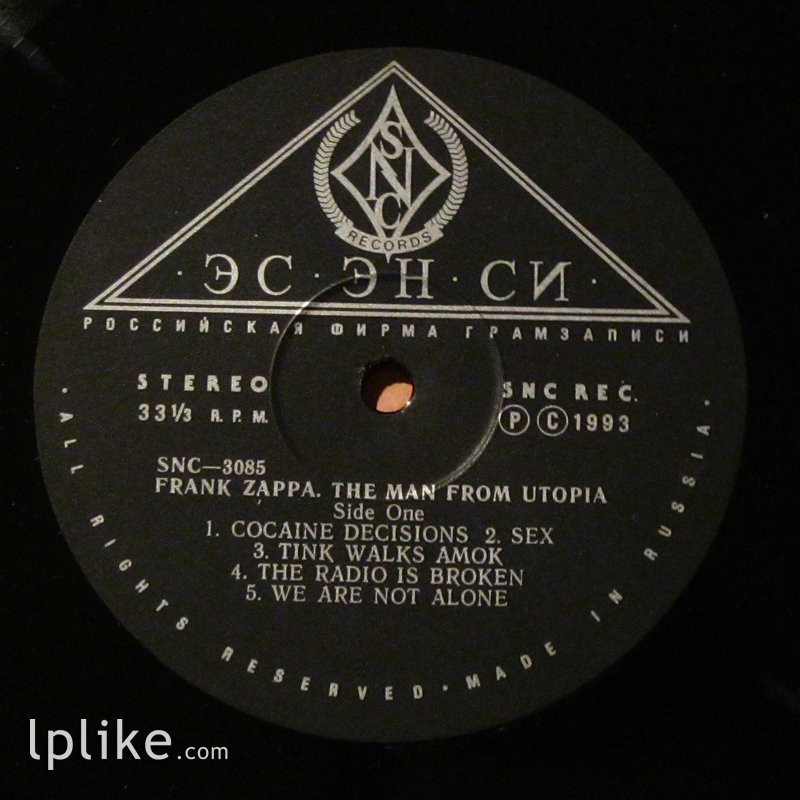 SNC
RECORDS
· ЭС · ЭН · СИ ·
РОССИЙСКАЯ ФИРМА ГРАМЗАПИСИ
STEREO
SNC REC.
33 1/3 R. P. M.
Ⓟ Ⓒ 1993
SNC—3085
FRANK ZAPPA. THE MAN FROM UTOPIA
Side One
1. COCAINE DECISIONS 2. SEX
3. TINK WALKS AMOK
4. THE RADIO IS BROKEN
5. WE ARE NOT ALONE
· ALL RIGHTS RESERVED · MADE IN RUSSIA ·
lplike.com